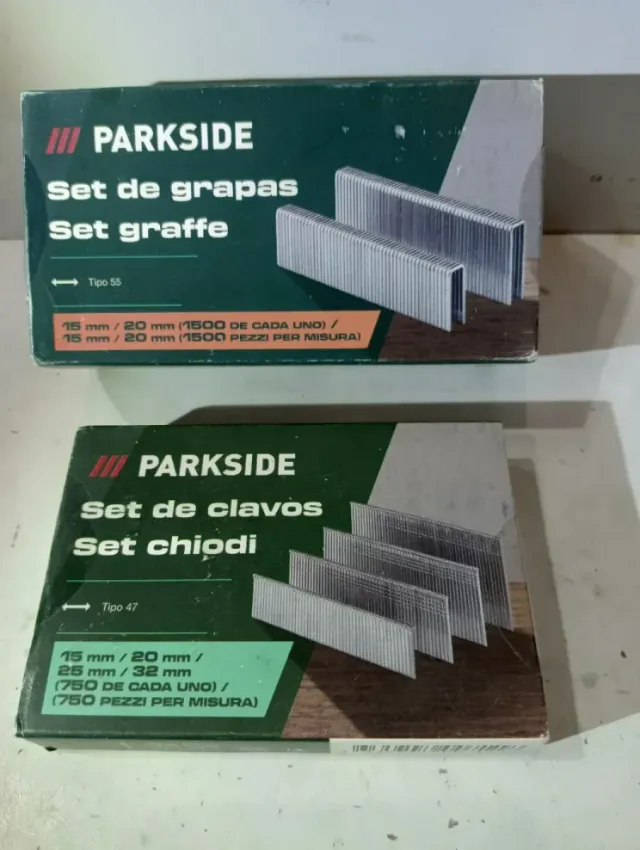 PARKSIDE
Set de grapas
Set graffe
Tipo 55
15 mm / 20 mm (1500 DE CADA UNO) /
15 mm / 20 mm (1500 PEZZI PER MISURA)
PARKSIDE
Set de clavos
Set chiodi
Tipo 47
15 mm / 20 mm /
25 mm / 32 mm
(750 DE CADA UNO) /
(750 PEZZI PER MISURA)